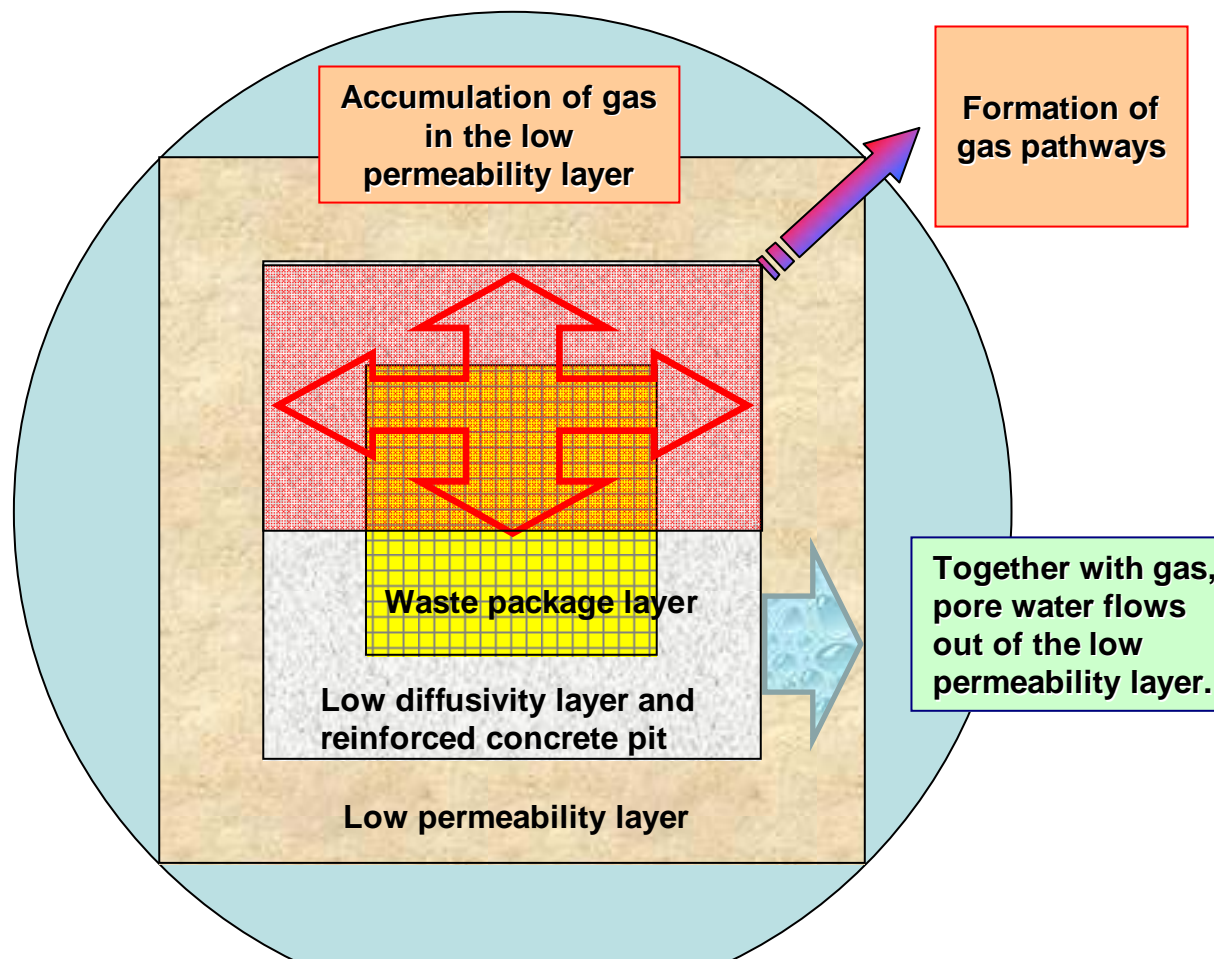 Accumulation of gas
in the low
permeability layer
Formation of
gas pathways
Together with gas,
pore water flows
out of the low
permeability layer.
Waste package layer
Low diffusivity layer and
reinforced concrete pit
Low permeability layer